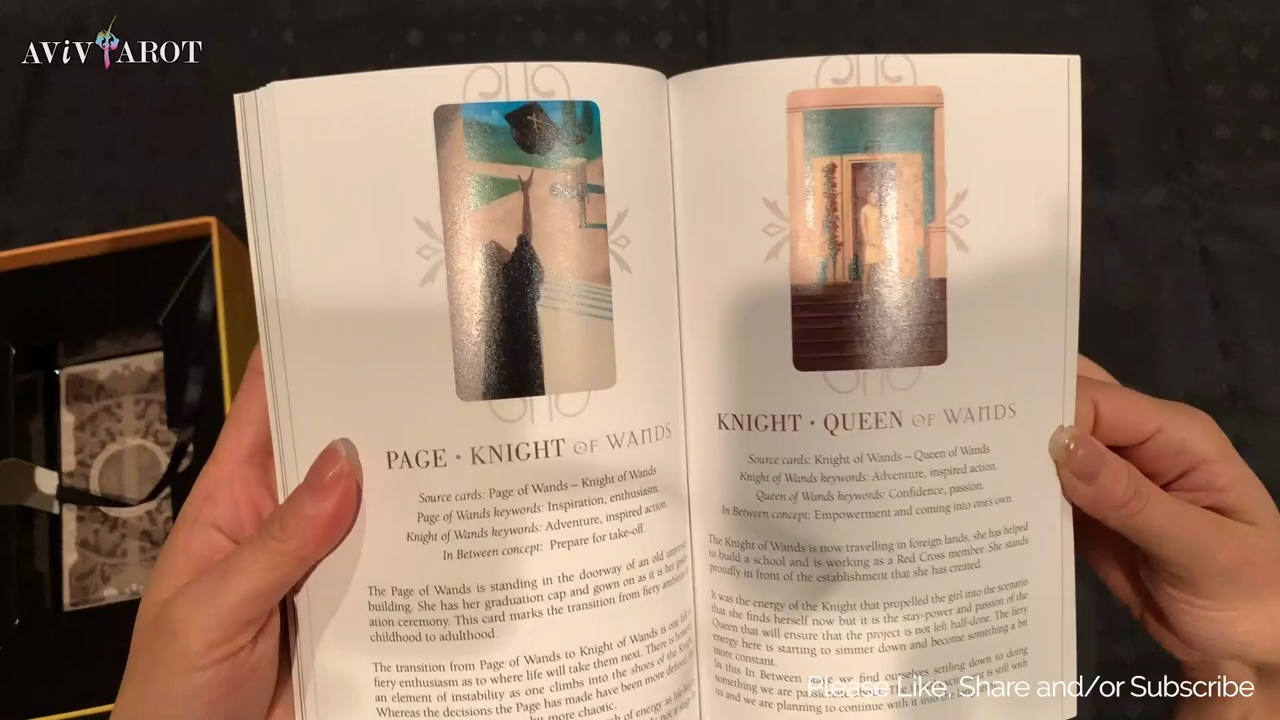 AViV TAROT
PAGE • KNIGHT OF WANDS
Source cards: Page of Wands – Knight of Wands
Page of Wands keywords: Inspiration, enthusiasm.
Knight of Wands keywords: Adventure, inspired action.
In Between concept: Prepare for take-off.
The Page of Wands is standing in the doorway of an old
building. She has her graduation cap and gown on as it is her
ation ceremony. This card marks the transition from fiery
childhood to adulthood.
The transition from Page of Wands to Knight of Wands is one
fiery enthusiasm as to where life will take them next. There is
an element of instability as one climbs into the shoes of the
Whereas the decisions the Page has made have been more defined,
more chaotic.
of energy as
KNIGHT • QUEEN OF WANDS
Source cards: Knight of Wands – Queen of Wands
Knight of Wands keywords: Adventure, inspired action.
Queen of Wands keywords: Confidence, passion.
In Between concept: Empowerment and coming into one's own.
The Knight of Wands is now travelling in foreign lands, she has helped
to build a school and is working as a Red Cross member. She stands
proudly in front of the establishment that she has created.
It was the energy of the Knight that propelled the girl into the scenario
that she finds herself now but it is the stay-power and passion of the
Queen that will ensure that the project is not left half-done. The fiery
energy here is starting to simmer down and become something a bit
more constant.
In this In Between we find ourselves settling down to doing
something we are is still with
us and we are planning to continue with it into
Please Like, Share and/or Subscribe